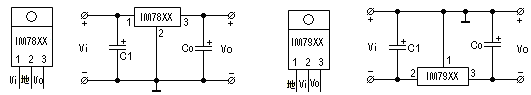 IM78XX
1 2 3
Vi 地 Vo
+ 1 IM78XX 3 +
2
Vi + C1 Co + Vo
− −
IM79XX
1 2 3
地 Vi Vo
+ +
Vi + C1 1 Co + Vo
− 2 IM79XX 3 −